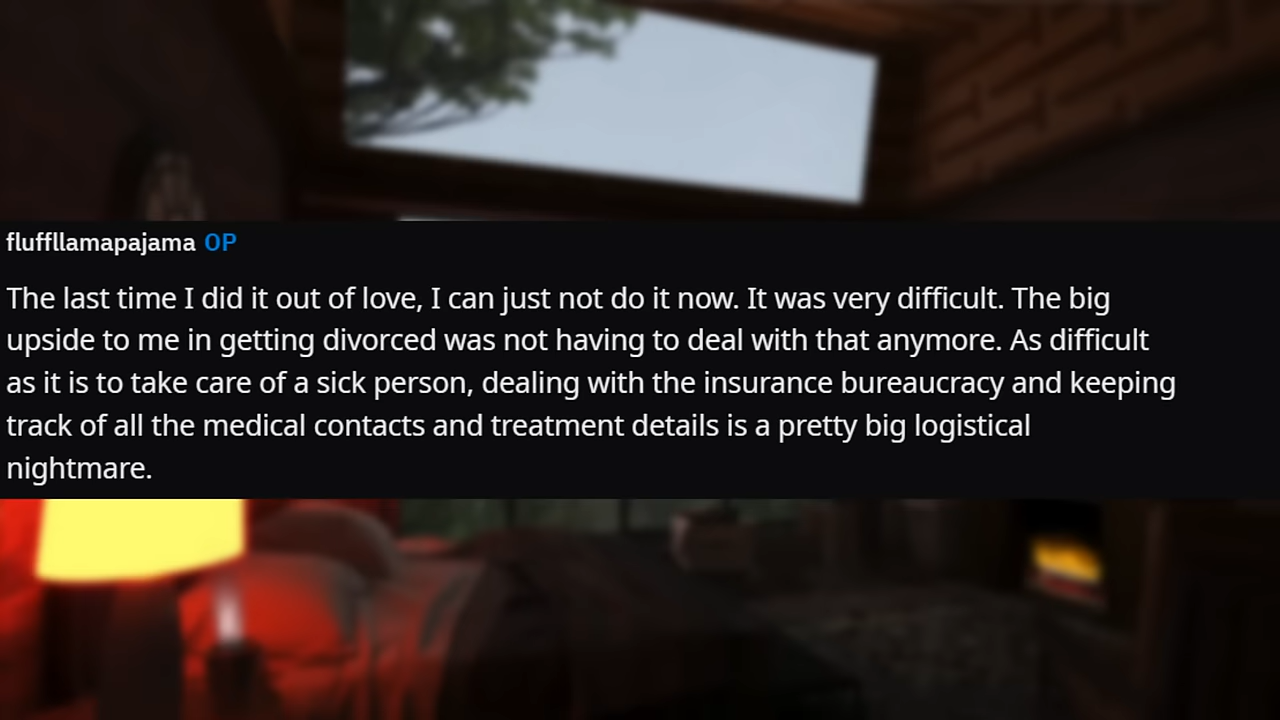 fluffllamapajama OP
The last time I did it out of love, I can just not do it now. It was very difficult. The big
upside to me in getting divorced was not having to deal with that anymore. As difficult
as it is to take care of a sick person, dealing with the insurance bureaucracy and keeping
track of all the medical contacts and treatment details is a pretty big logistical
nightmare.